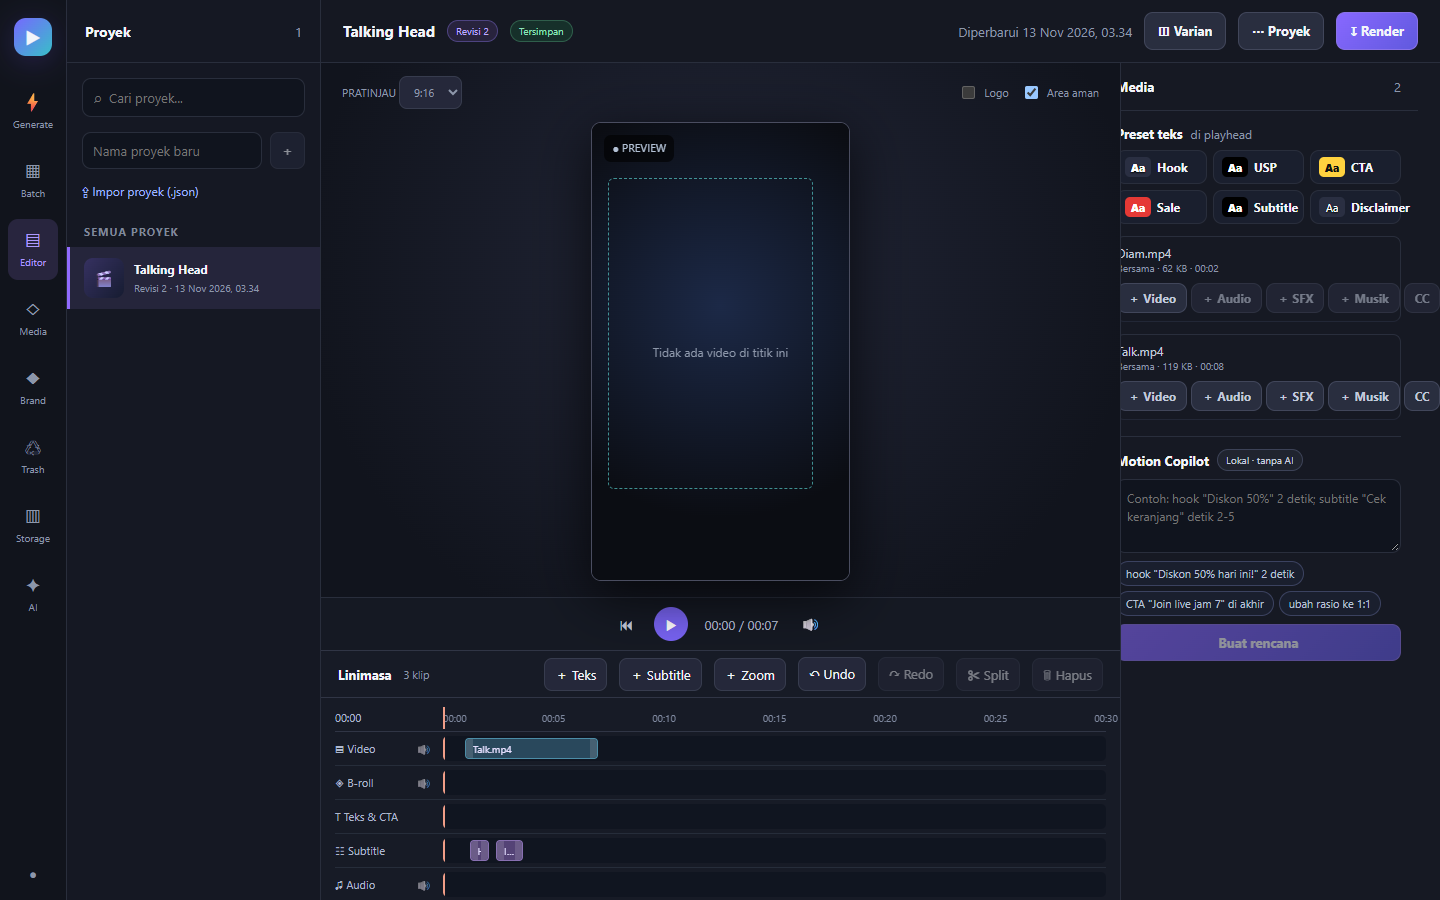 Generate
Batch
Editor
Media
Brand
Trash
Storage
AI
Proyek 1
Cari proyek...
Nama proyek baru +
Impor proyek (.json)
SEMUA PROYEK
Talking Head
Revisi 2 · 13 Nov 2026, 03.34
Talking Head Revisi 2 Tersimpan Diperbarui 13 Nov 2026, 03.34 Varian ··· Proyek Render
PRATINJAU 9:16 Logo Area aman
● PREVIEW
Tidak ada video di titik ini
00:00 / 00:07
Linimasa 3 klip + Teks + Subtitle + Zoom Undo Redo Split Hapus
00:00 00:00 00:05 00:10 00:15 00:20 00:25 00:30
Video Talk.mp4
B-roll
T Teks & CTA
Subtitle I...
Audio
Media 2
Preset teks di playhead
Aa Hook Aa USP Aa CTA
Aa Sale Aa Subtitle Aa Disclaimer
Diam.mp4
Bersama · 62 KB · 00:02
+ Video + Audio + SFX + Musik CC
Talk.mp4
Bersama · 119 KB · 00:08
+ Video + Audio + SFX + Musik CC
Motion Copilot Lokal · tanpa AI
Contoh: hook "Diskon 50%" 2 detik; subtitle "Cek
keranjang" detik 2-5
hook "Diskon 50% hari ini!" 2 detik
CTA "Join live jam 7" di akhir ubah rasio ke 1:1
Buat rencana